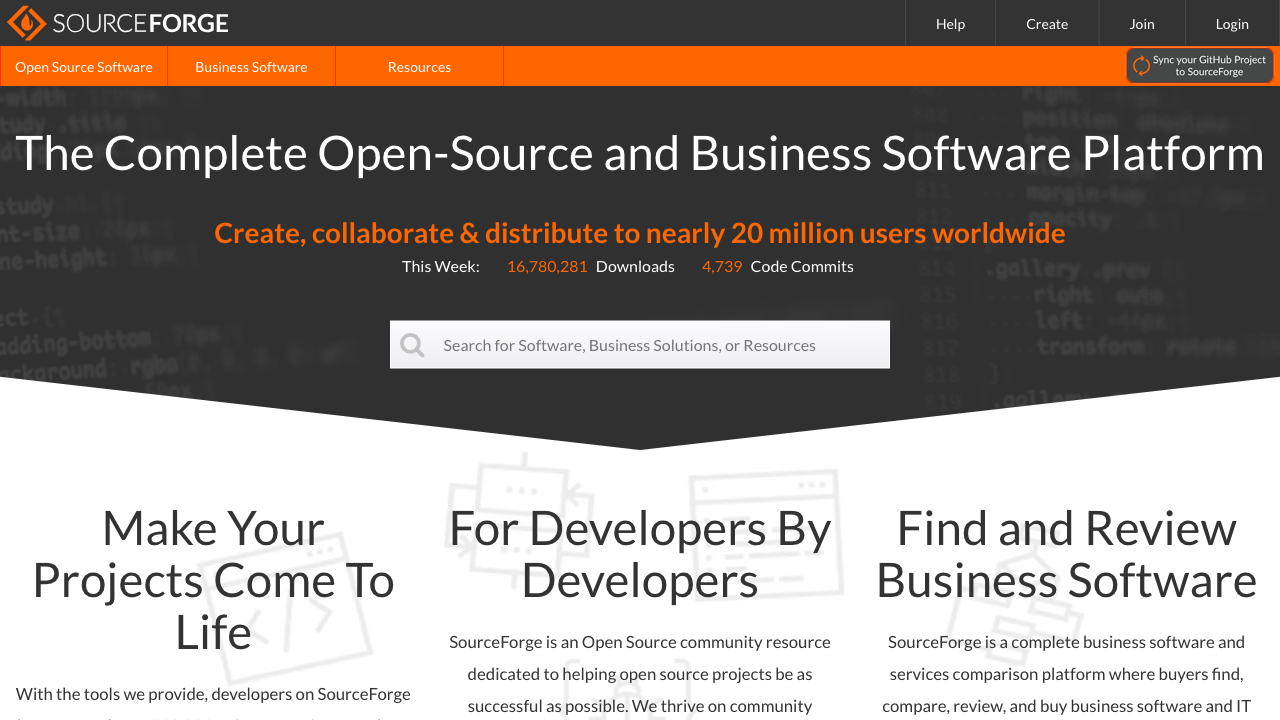 SOURCEFORGE
Help
Create
Join
Login
Open Source Software
Business Software
Resources
Sync your GitHub Project
to SourceForge
The Complete Open-Source and Business Software Platform
Create, collaborate & distribute to nearly 20 million users worldwide
This Week: 16,780,281 Downloads 4,739 Code Commits
Search for Software, Business Solutions, or Resources
Make Your
Projects Come To
Life
With the tools we provide, developers on SourceForge
For Developers By
Developers
SourceForge is an Open Source community resource
dedicated to helping open source projects be as
successful as possible. We thrive on community
Find and Review
Business Software
SourceForge is a complete business software and
services comparison platform where buyers find,
compare, review, and buy business software and IT